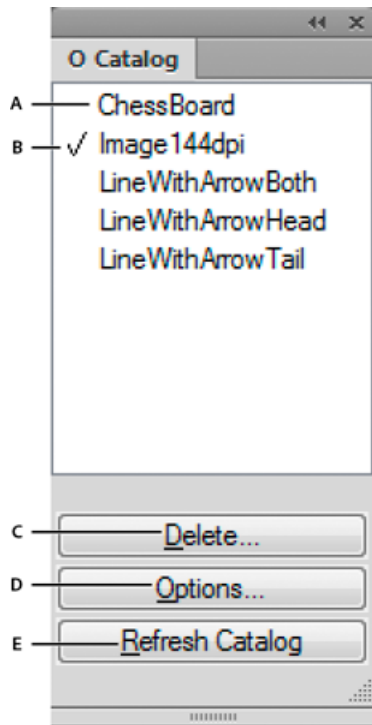 O Catalog
A ChessBoard
B ✓ Image144dpi
LineWithArrowBoth
LineWithArrowHead
LineWithArrowTail
C Delete...
D Options...
E Refresh Catalog